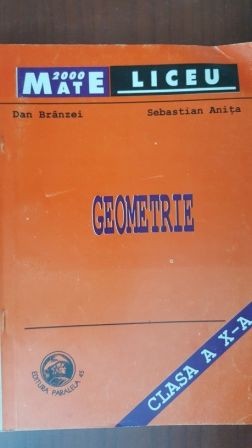 2000
MATE LICEU
Dan Brânzei Sebastian Anița
GEOMETRIE
CLASA A X-A
EDITURA PARALELA 45